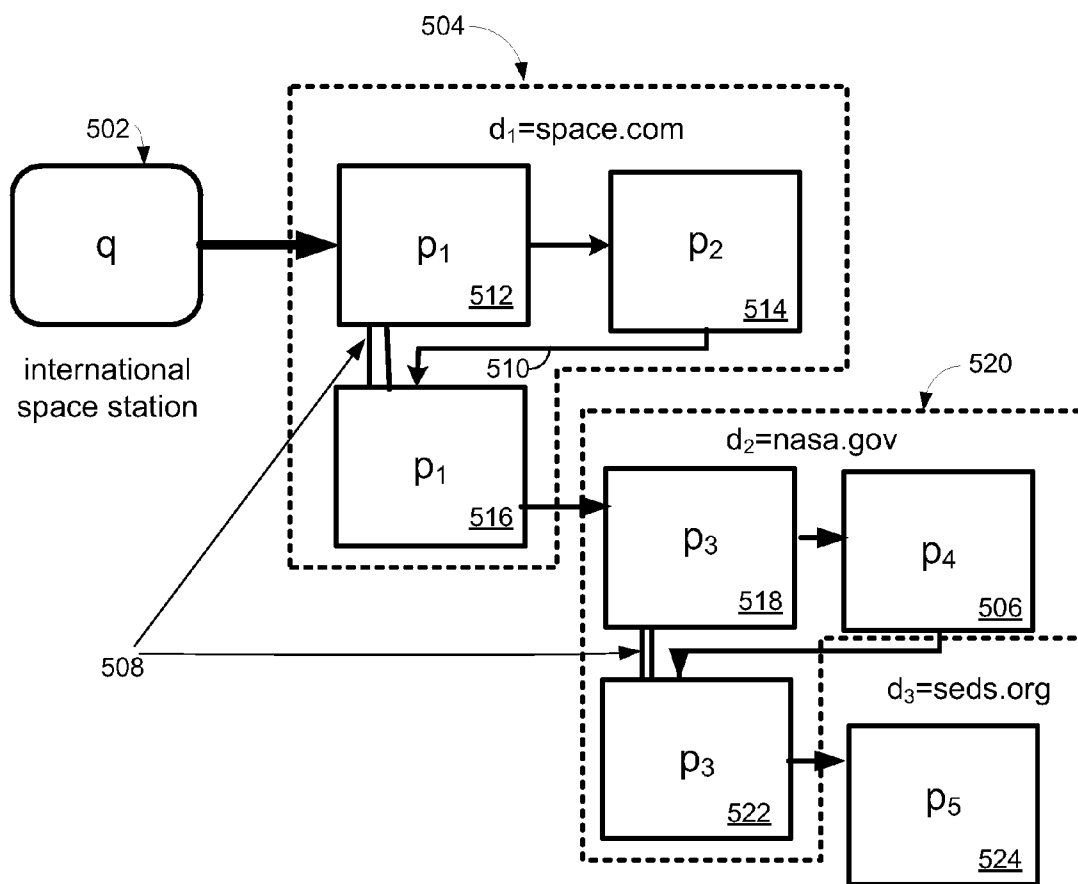 504
d₁=space.com
502
q
p₁
512
p₂
514
international
space station
510
520
d₂=nasa.gov
p₁
516
p₃
518
p₄
506
508
d₃=seds.org
p₃
522
p₅
524